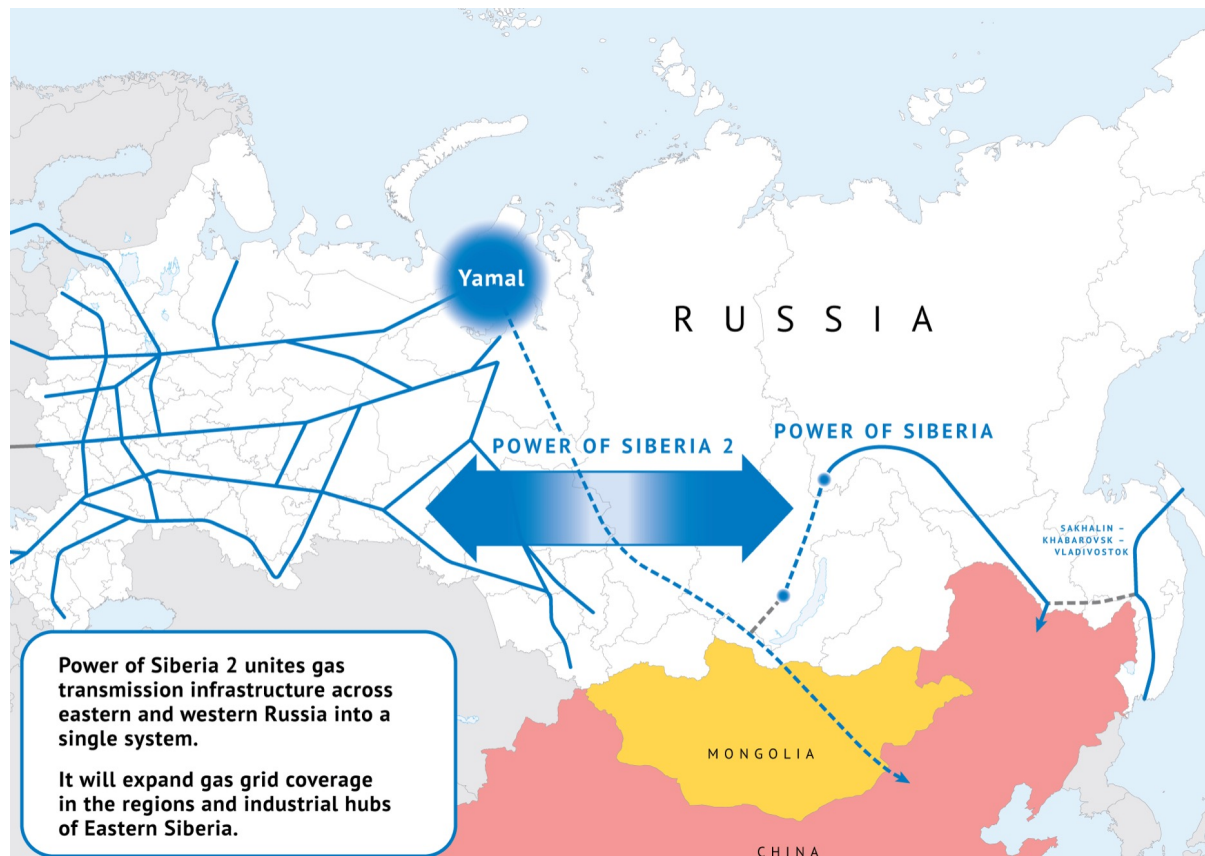 Yamal
RUSSIA
POWER OF SIBERIA
POWER OF SIBERIA 2
SAKHALIN –
KHABAROVSK –
VLADIVOSTOK
Power of Siberia 2 unites gas
transmission infrastructure across
eastern and western Russia into a
single system.
It will expand gas grid coverage
in the regions and industrial hubs
of Eastern Siberia.
MONGOLIA
CHINA